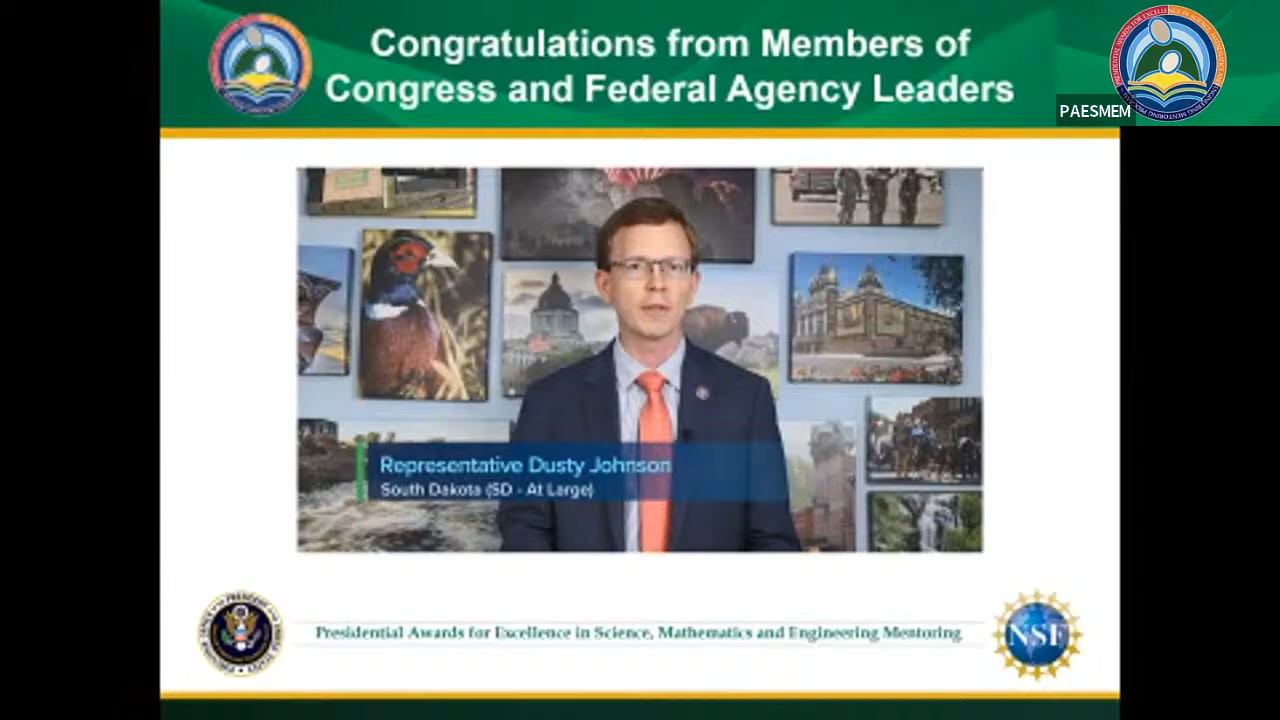 Congratulations from Members of
Congress and Federal Agency Leaders
PAESMEM
Representative Dusty Johnson
South Dakota (SD - At Large)
Presidential Awards for Excellence in Science, Mathematics and Engineering Mentoring
NSF